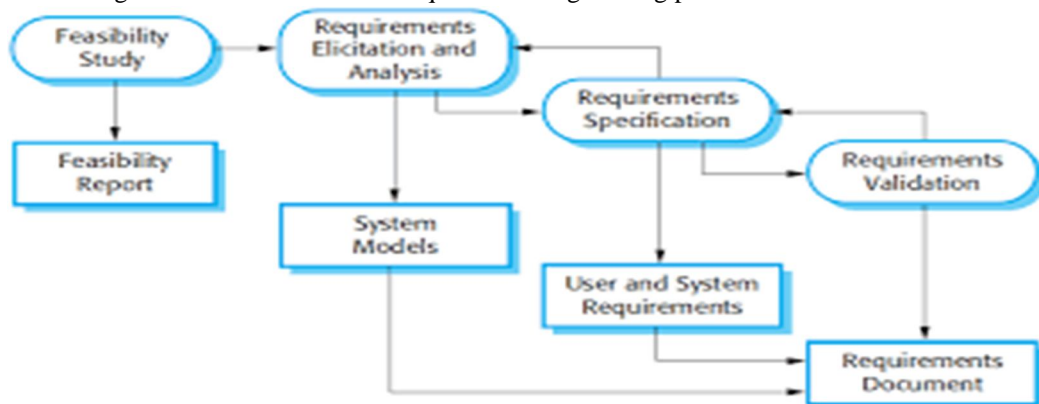 Feasibility
Study
Requirements
Elicitation and
Analysis
Requirements
Specification
Requirements
Validation
Feasibility
Report
System
Models
User and System
Requirements
Requirements
Document